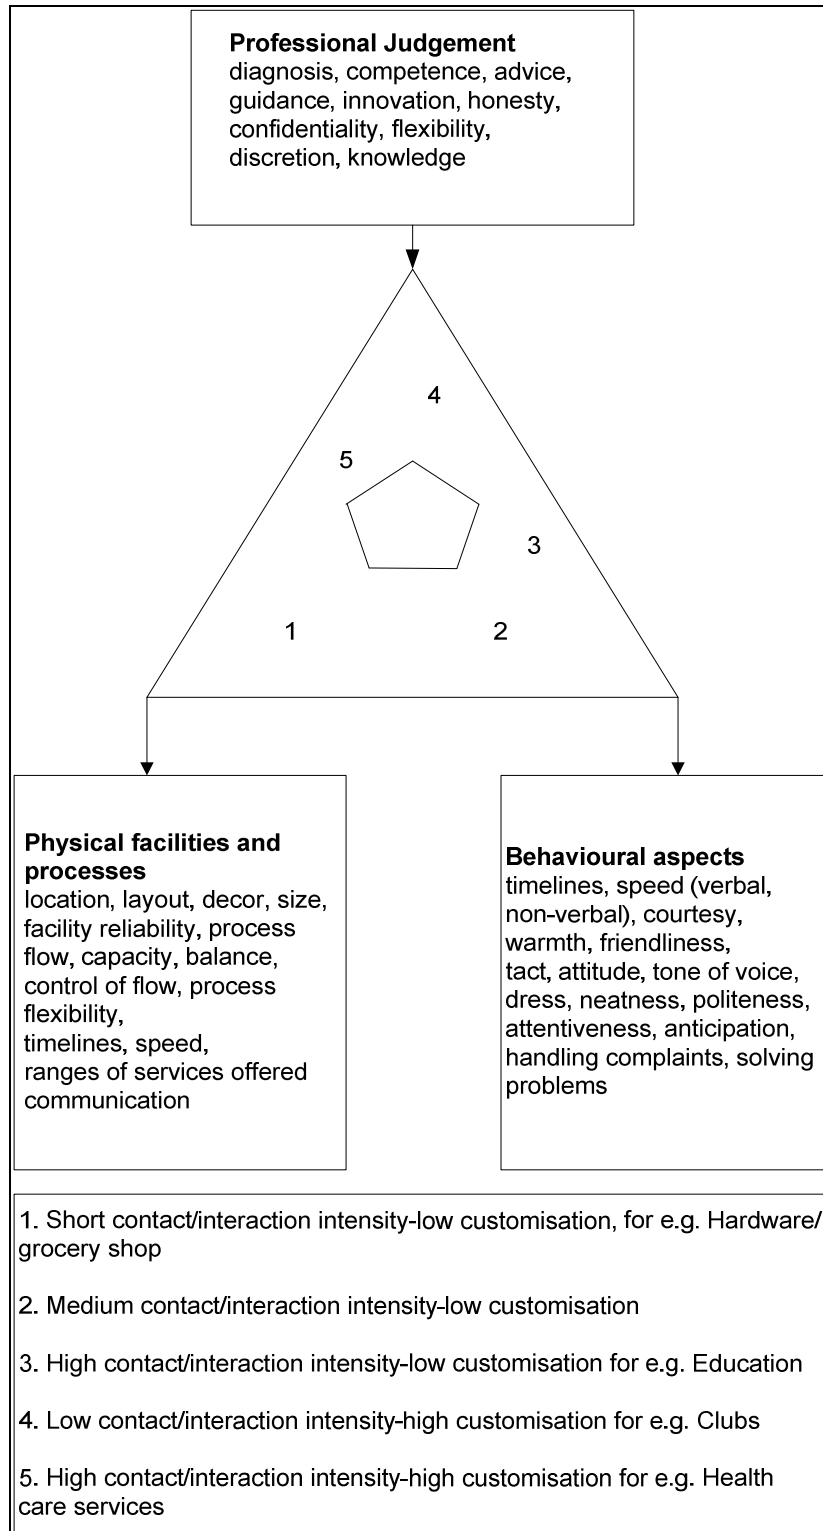 Professional Judgement
diagnosis, competence, advice,
guidance, innovation, honesty,
confidentiality, flexibility,
discretion, knowledge
4
5
3
1
2
Physical facilities and
processes
location, layout, decor, size,
facility reliability, process
flow, capacity, balance,
control of flow, process
flexibility,
timelines, speed,
ranges of services offered
communication
Behavioural aspects
timelines, speed (verbal,
non-verbal), courtesy,
warmth, friendliness,
tact, attitude, tone of voice,
dress, neatness, politeness,
attentiveness, anticipation,
handling complaints, solving
problems
1. Short contact/interaction intensity-low customisation, for e.g. Hardware/
grocery shop
2. Medium contact/interaction intensity-low customisation
3. High contact/interaction intensity-low customisation for e.g. Education
4. Low contact/interaction intensity-high customisation for e.g. Clubs
5. High contact/interaction intensity-high customisation for e.g. Health
care services